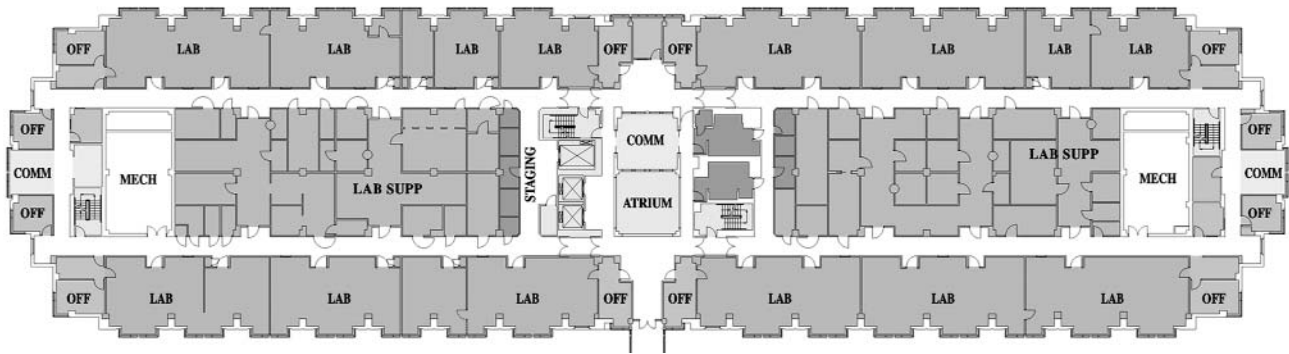 OFF LAB LAB LAB LAB OFF OFF LAB LAB LAB LAB OFF
OFF OFF
COMM
LAB SUPP
COMM MECH LAB SUPP STAGING ATRIUM MECH COMM
OFF OFF
OFF LAB LAB LAB OFF OFF LAB LAB LAB OFF